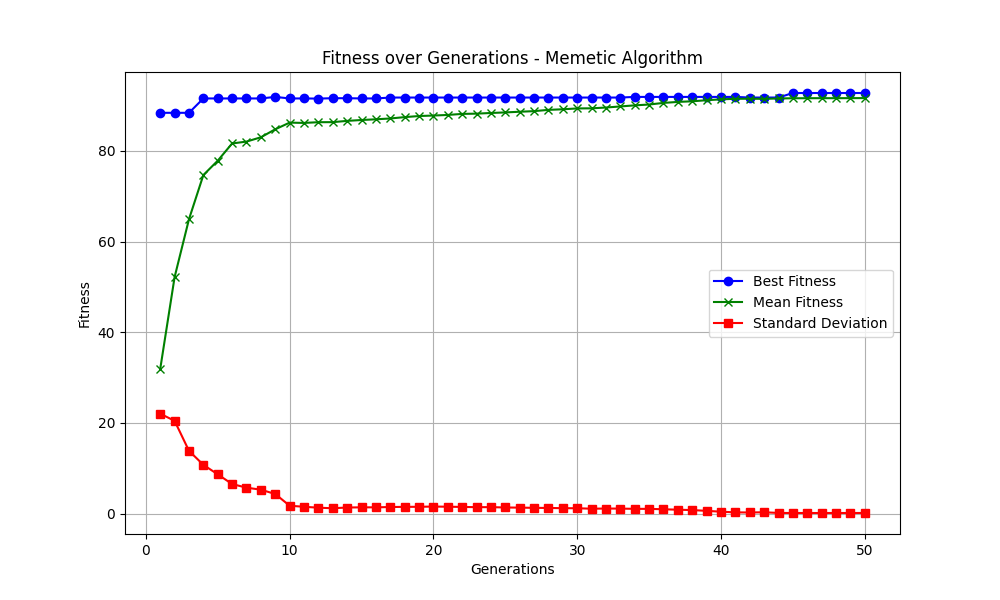 Fitness over Generations - Memetic Algorithm
Fitness
80
60
40
20
0
Best Fitness
Mean Fitness
Standard Deviation
0 10 20 30 40 50
Generations